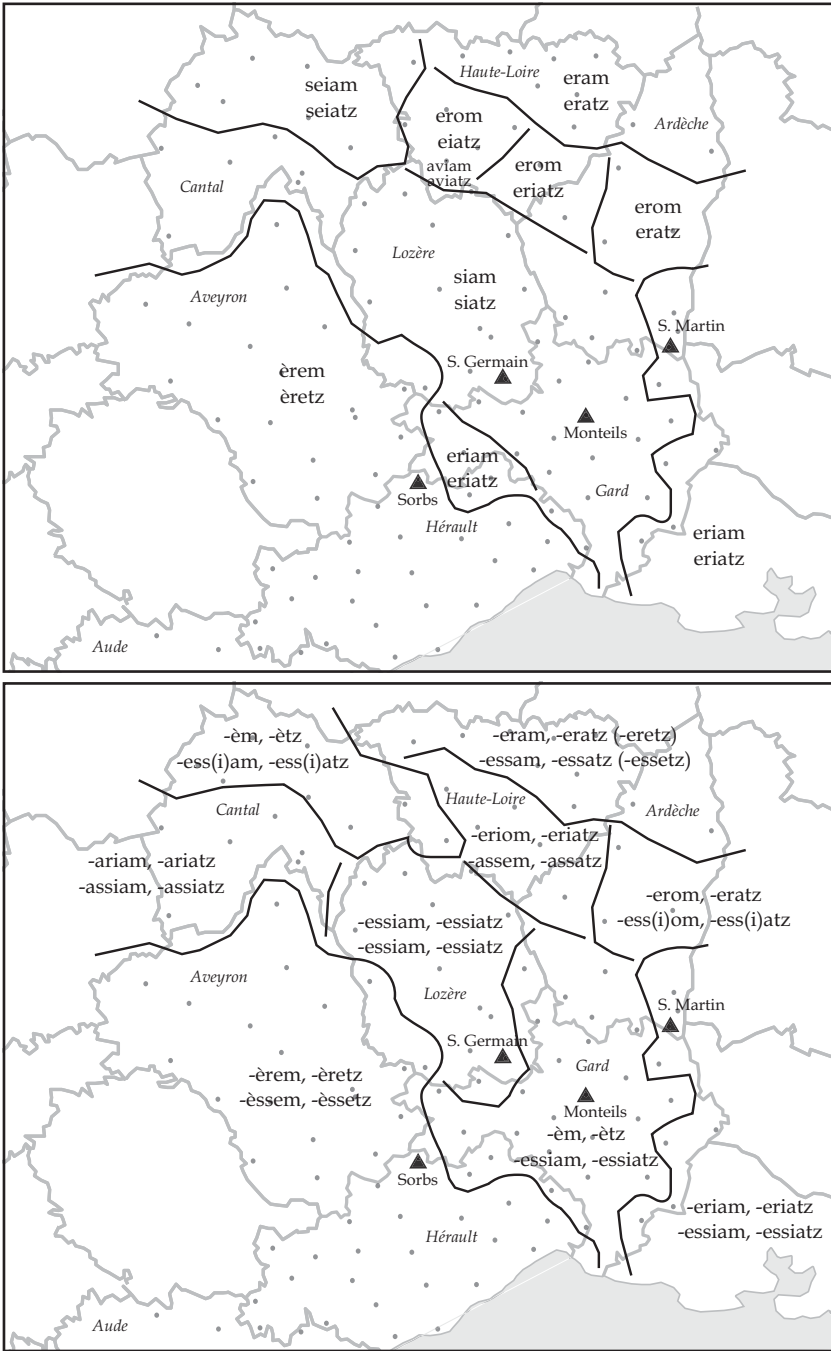 seiam
seiatz
Haute-Loire
eram
eratz
erom
eiatz
Ardèche
aviam
aviatz
erom
eriatz
Cantal
erom
eratz
Lozère
siam
siatz
Aveyron
S. Martin
S. Germain
èrem
èretz
Monteils
eriam
eriatz
Sorbs
Gard
Hérault
eriam
eriatz
Aude
-èm, -ètz
-ess(i)am, -ess(i)atz
-eram, -eratz (-eretz)
-essam, -essatz (-essetz)
Cantal
Haute-Loire
Ardèche
-eriom, -eriatz
-assem, -assatz
-ariam, -ariatz
-assiam, -assiatz
-erom, -eratz
-ess(i)om, -ess(i)atz
-essiam, -essiatz
-essiam, -essiatz
Aveyron
Lozère
S. Martin
S. Germain
Gard
-èrem, -èretz
-èssem, -èssetz
Monteils
-èm, -ètz
-essiam, -essiatz
Sorbs
-eriam, -eriatz
-essiam, -essiatz
Hérault
Aude